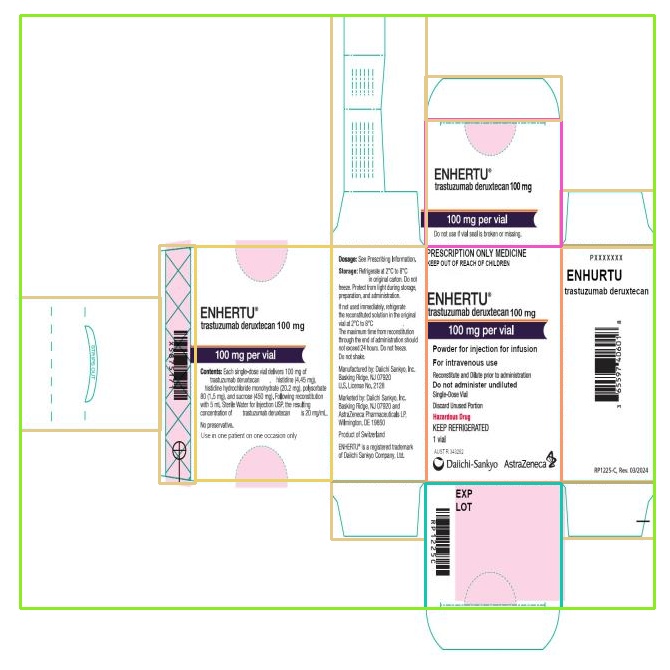 ENHERTU®
trastuzumab deruxtecan 100 mg
100 mg per vial
Do not use if vial seal is broken or missing.
ENHERTU®
trastuzumab deruxtecan 100 mg
100 mg per vial
Contents: Each single-dose vial delivers 100 mg of
trastuzumab deruxtecan , histidine (4.45 mg),
histidine hydrochloride monohydrate (20.2 mg), polysorbate
80 (1.5 mg), and sucrose (450 mg). Following reconstitution
with 5 mL Sterile Water for Injection USP, the resulting
concentration of trastuzumab deruxtecan is 20 mg/mL.
No preservative.
Use in one patient on one occasion only
Dosage: See Prescribing Information.
Storage: Refrigerate at 2°C to 8°C
in original carton. Do not
freeze. Protect from light during storage,
preparation, and administration.
If not used immediately, refrigerate
the reconstituted solution in the original
vial at 2°C to 8°C
The maximum time from reconstitution
through the end of administration should
not exceed 24 hours. Do not freeze.
Do not shake.
Manufactured by: Daiichi Sankyo, Inc.
Basking Ridge, NJ 07920
U.S. License No. 2128
Marketed by: Daiichi Sankyo, Inc.
Basking Ridge, NJ 07920 and
AstraZeneca Pharmaceuticals LP,
Wilmington, DE 19850
Product of Switzerland
ENHERTU® is a registered trademark
of Daiichi Sankyo Company, Ltd.
PRESCRIPTION ONLY MEDICINE
KEEP OUT OF REACH OF CHILDREN
ENHERTU®
trastuzumab deruxtecan 100 mg
100 mg per vial
Powder for injection for infusion
For intravenous use
Reconstitute and Dilute prior to administration
Do not administer undiluted
Single-Dose Vial
Discard Unused Portion
Hazardous Drug
KEEP REFRIGERATED
1 vial
Daiichi-Sankyo AstraZeneca
PXXXXXXX
ENHURTU
trastuzumab deruxtecan
RP1225-C, Rev. 03/2024
EXP
LOT
RP1225C